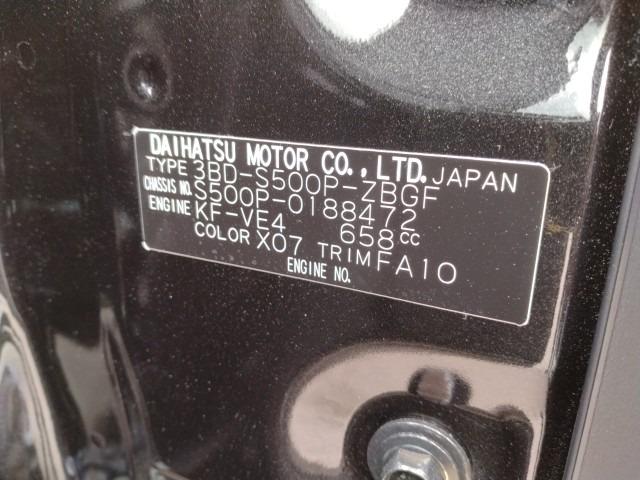 DAIHATSU MOTOR CO., LTD. JAPAN
TYPE 3BD-S500P-ZBGF
CHASSIS NO. S500P-0188472
ENGINE KF-VE4 658cc
COLOR X07 TRIM FA10
ENGINE NO.